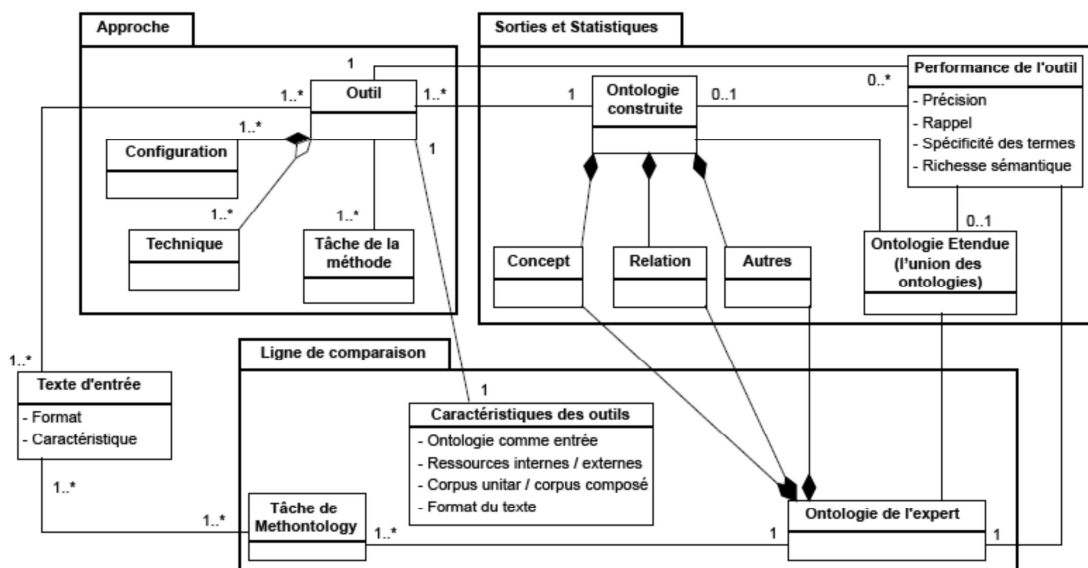 Approche
Sorties et Statistiques
1
Performance de l'outil
1..*
Outil
1..*
1
Ontologie
construite
0..1
0..*
- Précision
- Rappel
- Spécificité des termes
- Richesse sémantique
1..*
1..*
1
Configuration
1..*
1..*
0..1
Technique
Tâche de la
méthode
Concept
Relation
Autres
Ontologie Etendue
(l'union des
ontologies)
Ligne de comparaison
1..*
Texte d'entrée
- Format
- Caractéristique
1
Caractéristiques des outils
- Ontologie comme entrée
- Ressources internes / externes
- Corpus unitar / corpus composé
- Format du texte
1..*
1..*
Tâche de
Methontology
1..*
1
Ontologie de l'expert
1